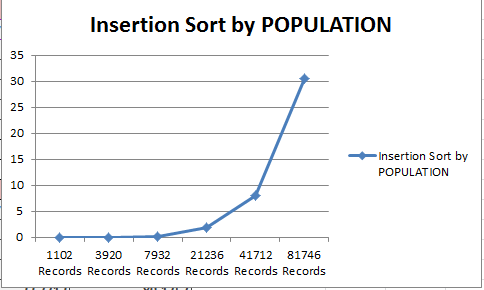 Insertion Sort by POPULATION
35
30
25
20
15
10
5
0
1102 3920 7932 21236 41712 81746
Records Records Records Records Records Records
Insertion Sort by
POPULATION